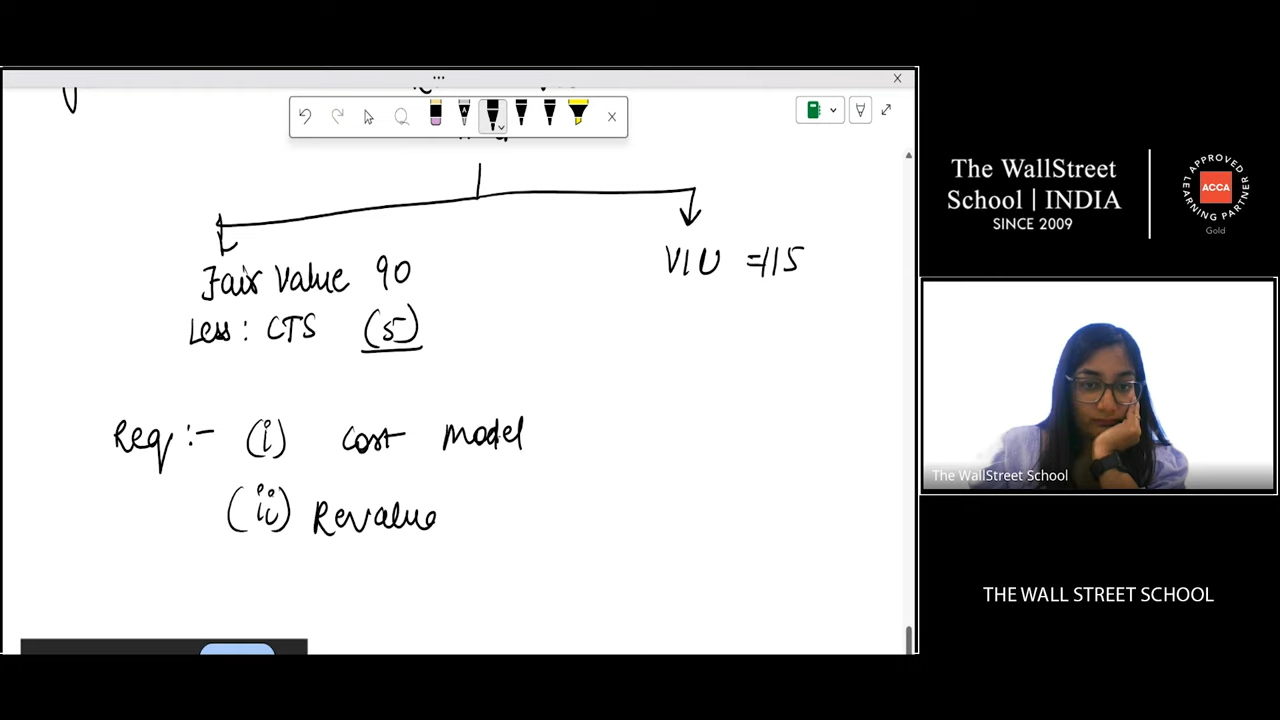 Fair Value 90
Less: CTS (5)
VIU =115
Req :- (i) Cost Model
(ii) Revalue
The WallStreet
School | INDIA
SINCE 2009
APPROVED
LEARNING PARTNER
ACCA
Gold
The WallStreet School
THE WALL STREET SCHOOL